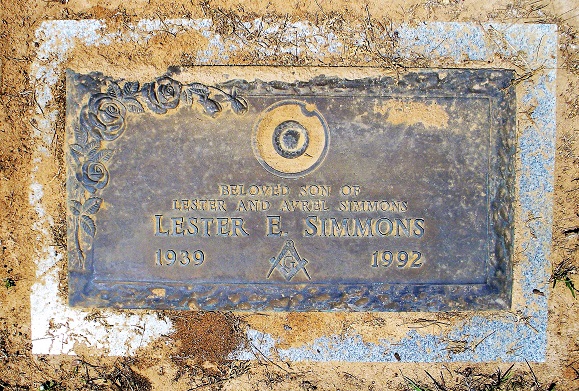 BELOVED SON OF
LESTER AND AVREL SIMMONS
LESTER E. SIMMONS
1939 G 1992